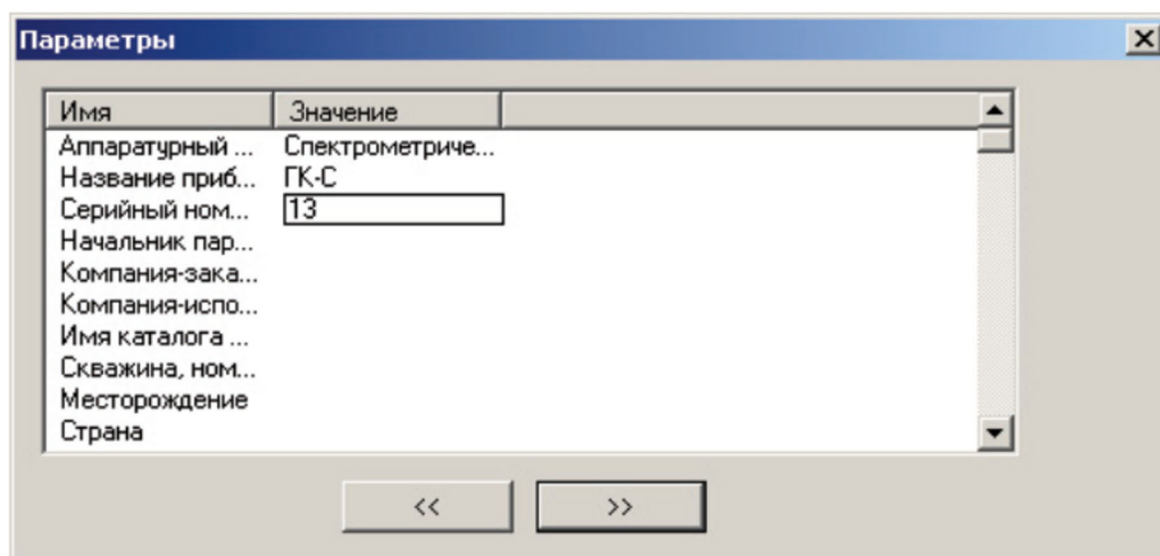 Параметры
Имя Значение
Аппаратурный ... Спектрометриче...
Название приб... ГК-С
Серийный ном... 13
Начальник пар...
Компания-зака...
Компания-испо...
Имя каталога ...
Скважина, ном...
Месторождение
Страна
<< >>